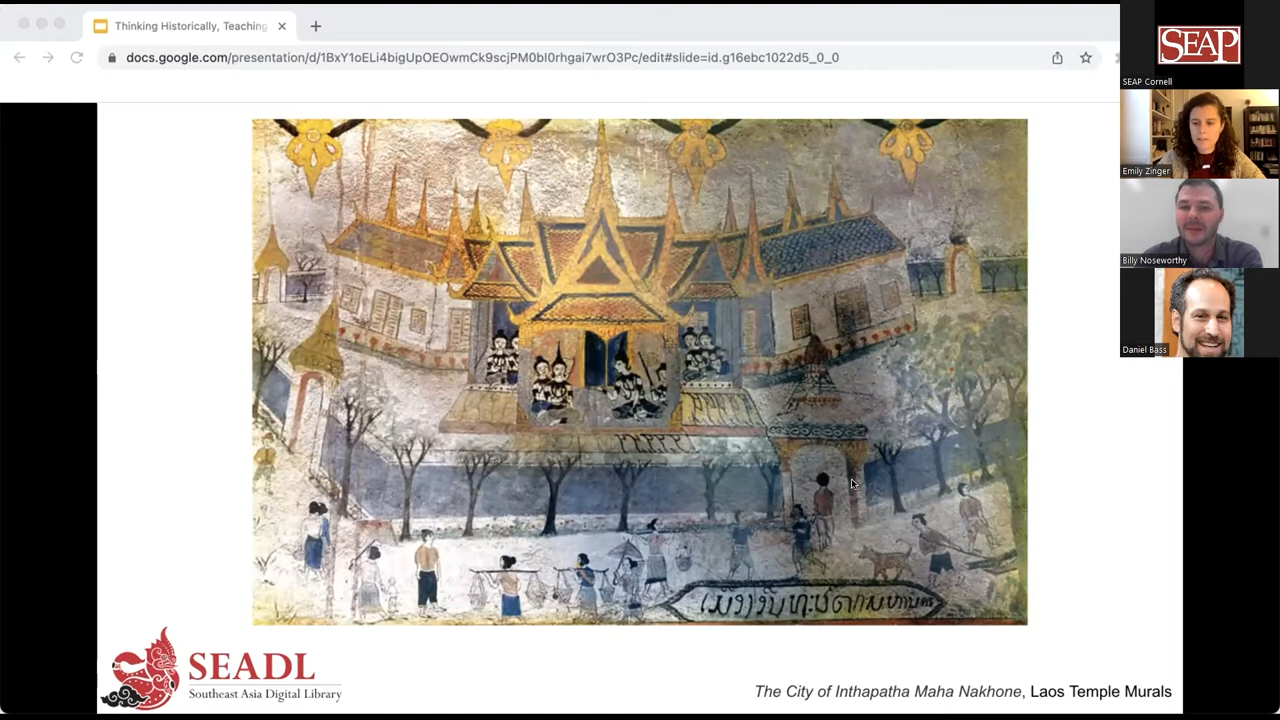 Thinking Historically, Teaching
docs.google.com/presentation/d/1BxY1oELi4bigUpOEOwmCk9scjPM0bI0rhgai7wrO3Pc/edit#slide=id.g16ebc1022d5_0_0
SEAP
SEAP Cornell
Emily Zinger
Billy Noseworthy
Daniel Bass
SEADL
Southeast Asia Digital Library
The City of Inthapatha Maha Nakhone, Laos Temple Murals